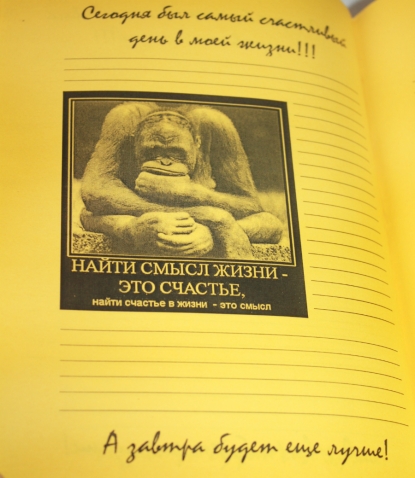 Сегодня был самый счастливый
день в моей жизни!!!
НАЙТИ СМЫСЛ ЖИЗНИ -
ЭТО СЧАСТЬЕ,
найти счастье в жизни - это смысл
А завтра будет еще лучше!